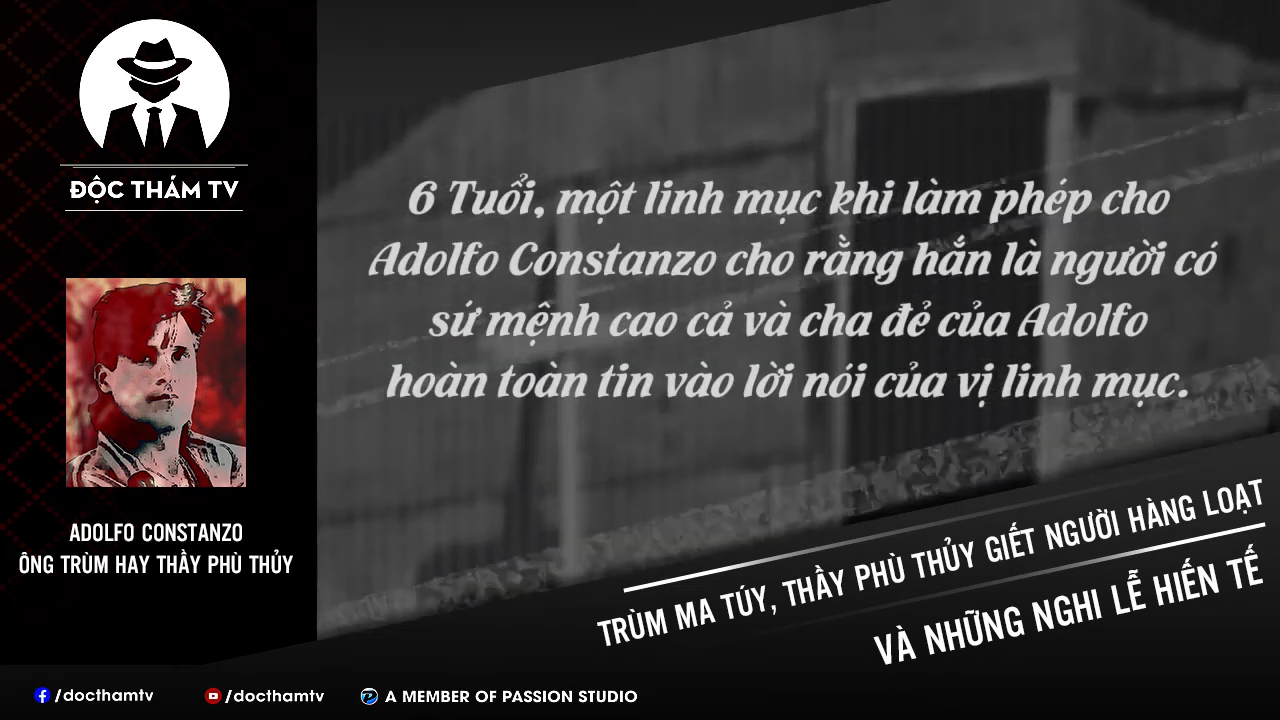 ĐỘC THÁM TV
ADOLFO CONSTANZO
ÔNG TRÙM HAY THẦY PHÙ THỦY
6 Tuổi, một linh mục khi làm phép cho
Adolfo Constanzo cho rằng hắn là người có
sứ mệnh cao cả và cha đẻ của Adolfo
hoàn toàn tin vào lời nói của vị linh mục.
TRÙM MA TÚY, THẦY PHÙ THỦY GIẾT NGƯỜI HÀNG LOẠT
VÀ NHỮNG NGHI LỄ HIẾN TẾ
/docthamtv
/docthamtv
A MEMBER OF PASSION STUDIO